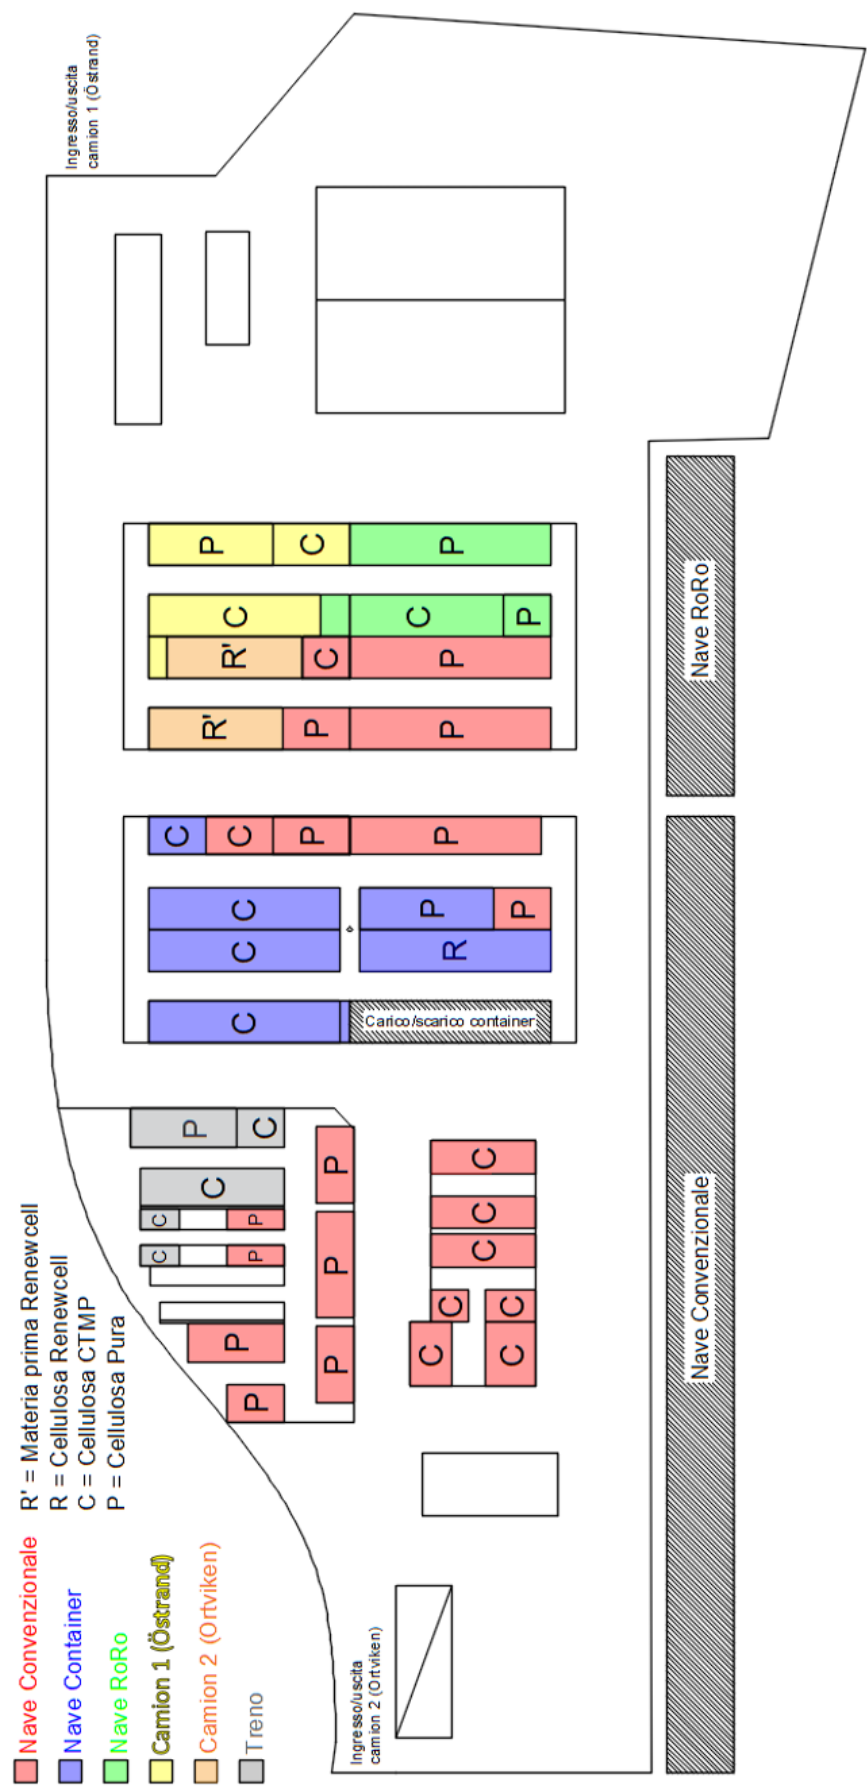 Nave Convenzionale
Nave Container
Nave RoRo
Camion 1 (Östrand)
Camion 2 (Ortviken)
Treno
R' = Materia prima Renewcell
R = Cellulosa Renewcell
C = Cellulosa CTMP
P = Cellulosa Pura
Ingresso/uscita
camion 1 (Östrand)
Ingresso/uscita
camion 2 (Ortviken)
P
P
C
P
C
P
C
P
C
P
P
P
C
C
C
C
C
C
C
C
Carico/scarico container
C
R
C
P
P
C
C
P
P
R'
P
P
R'
C
P
C
C
P
P
C
P
Nave Convenzionale
Nave RoRo